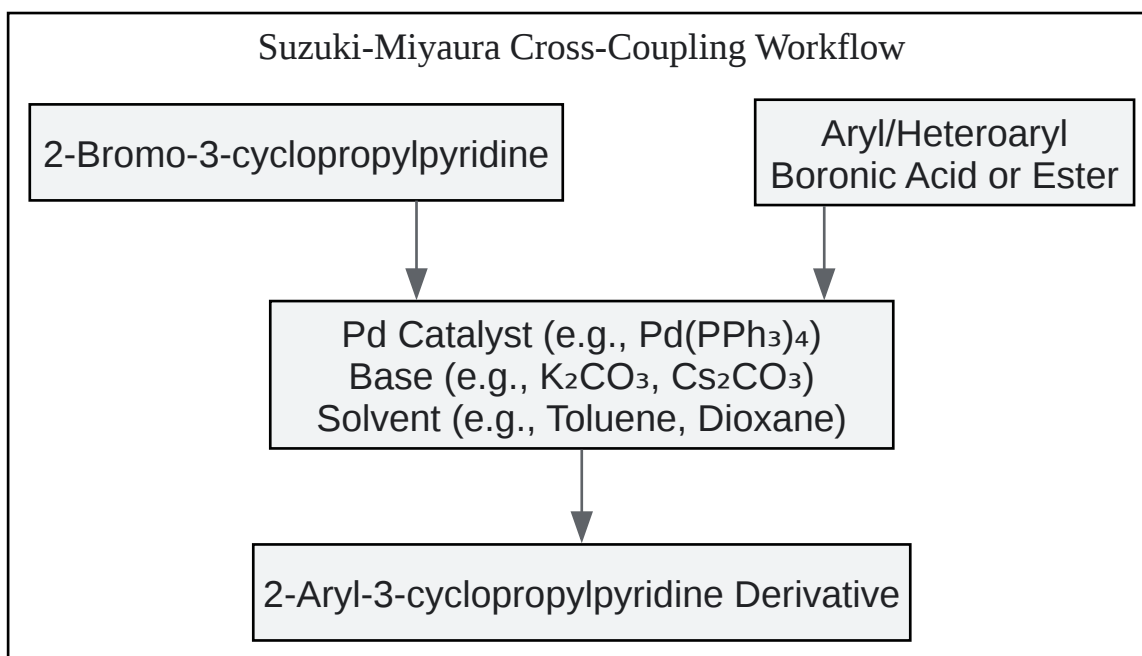 Suzuki-Miyaura Cross-Coupling Workflow
2-Bromo-3-cyclopropylpyridine
Aryl/Heteroaryl
Boronic Acid or Ester
Pd Catalyst (e.g., Pd(PPh₃)₄)
Base (e.g., K₂CO₃, Cs₂CO₃)
Solvent (e.g., Toluene, Dioxane)
2-Aryl-3-cyclopropylpyridine Derivative